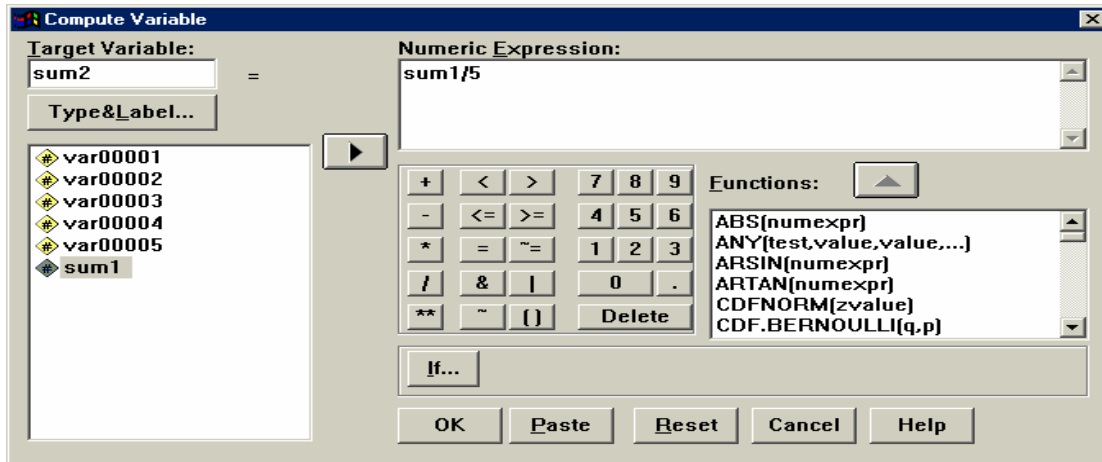 Compute Variable
Target Variable:
sum2
=
Type&Label...
Numeric Expression:
sum1/5
var00001
var00002
var00003
var00004
var00005
sum1
+ < > 7 8 9
- <= >= 4 5 6
* = ~= 1 2 3
/ & | 0 .
** ~ () Delete
Functions:
ABS(numexpr)
ANY(test,value,value,...)
ARSIN(numexpr)
ARTAN(numexpr)
CDFNORM(zvalue)
CDF.BERNOULLI(q,p)
If...
OK Paste Reset Cancel Help